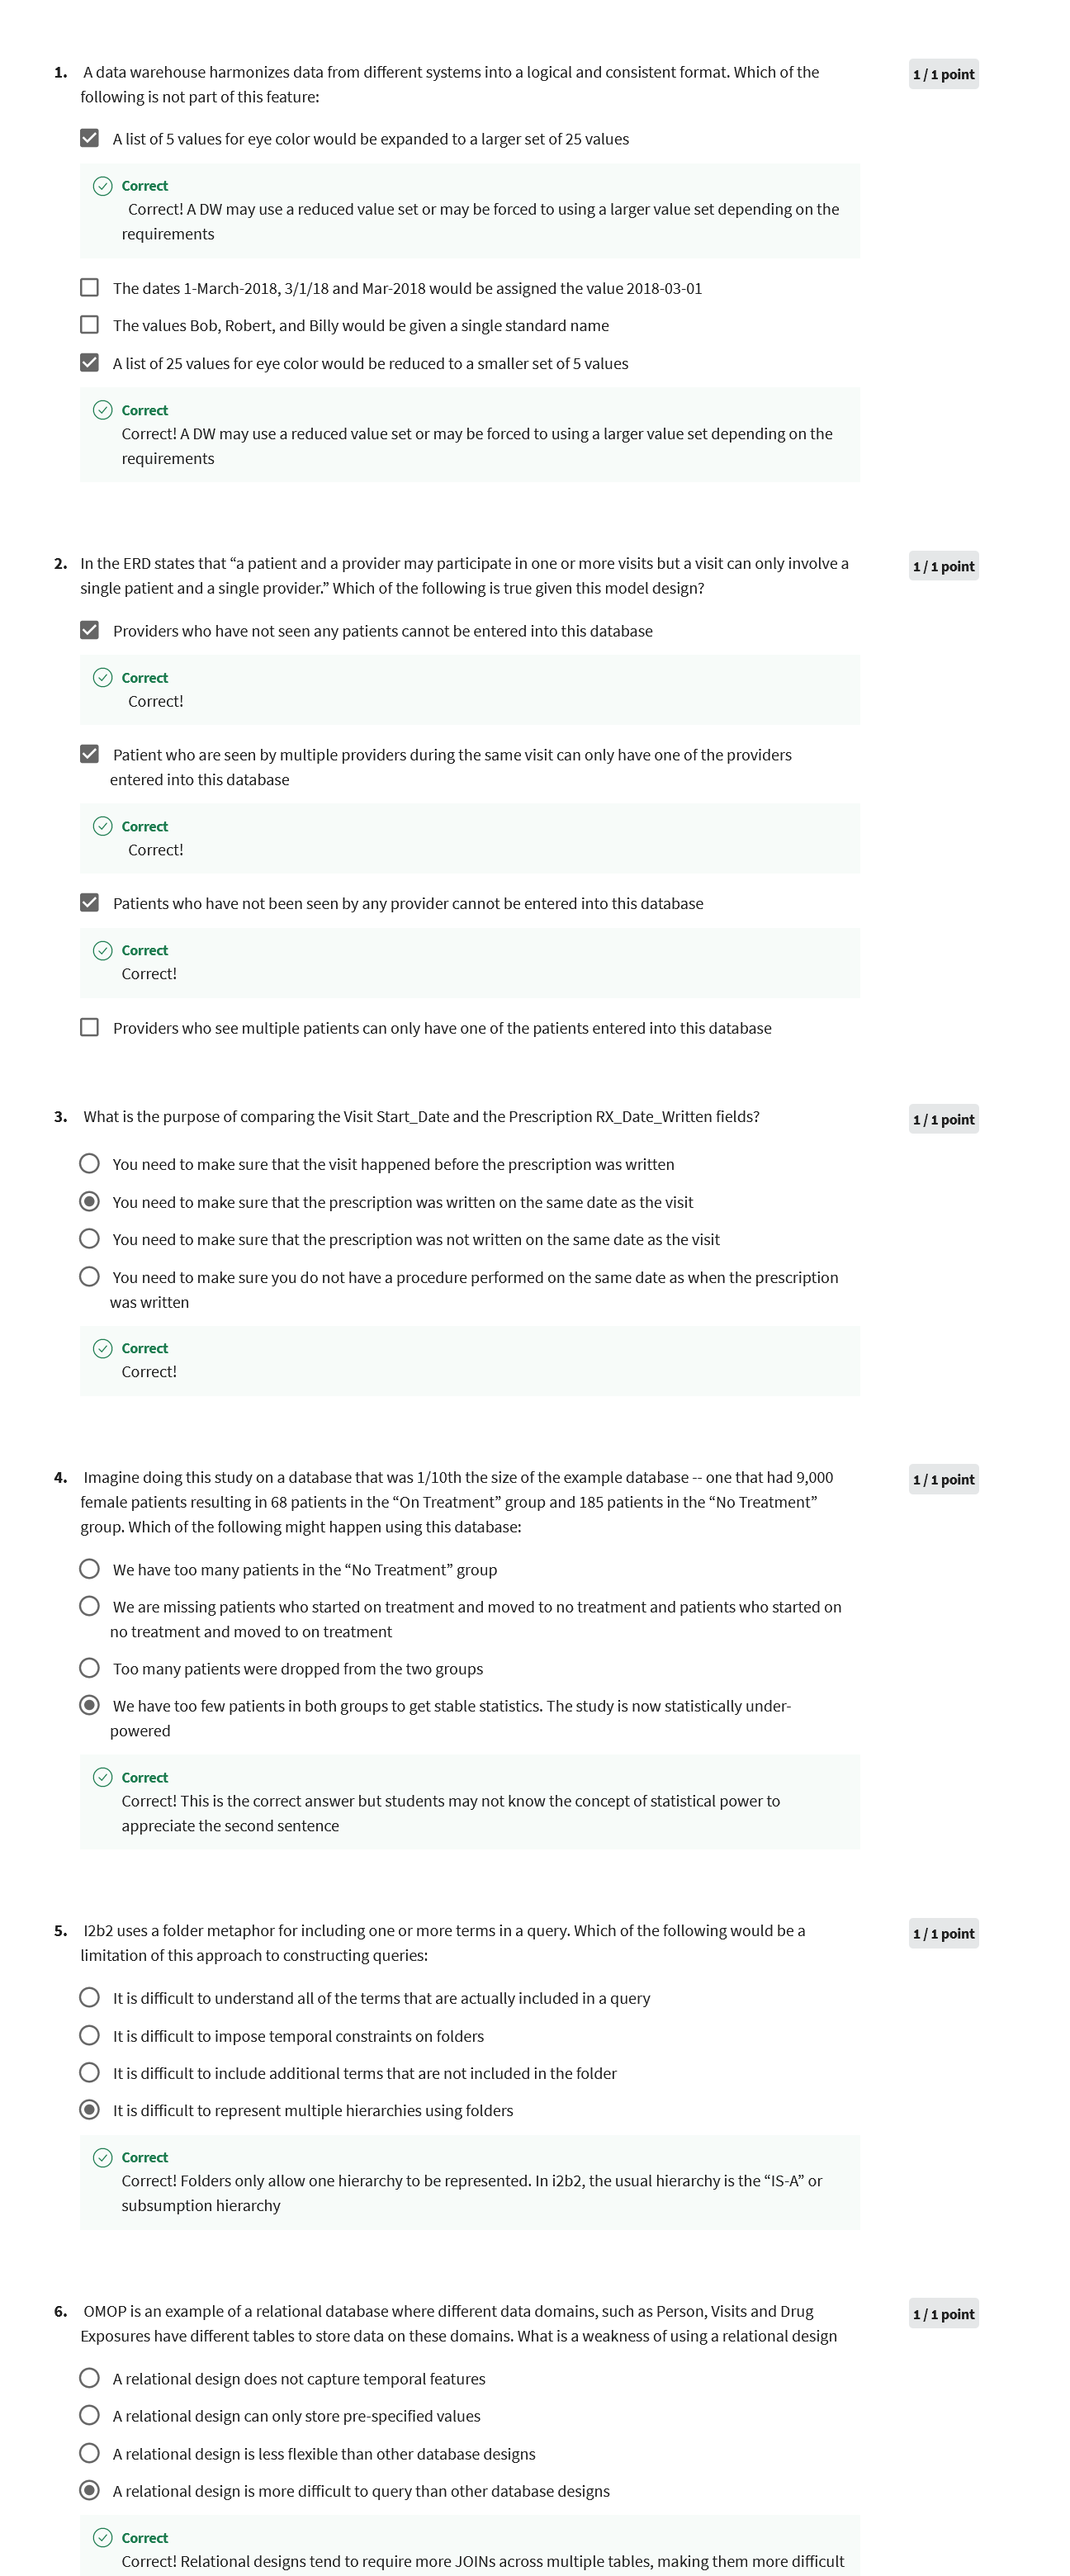 1. A data warehouse harmonizes data from different systems into a logical and consistent format. Which of the
following is not part of this feature:
1 / 1 point
A list of 5 values for eye color would be expanded to a larger set of 25 values
Correct
Correct! A DW may use a reduced value set or may be forced to using a larger value set depending on the
requirements
The dates 1-March-2018, 3/1/18 and Mar-2018 would be assigned the value 2018-03-01
The values Bob, Robert, and Billy would be given a single standard name
A list of 25 values for eye color would be reduced to a smaller set of 5 values
Correct
Correct! A DW may use a reduced value set or may be forced to using a larger value set depending on the
requirements
2. In the ERD states that “a patient and a provider may participate in one or more visits but a visit can only involve a
single patient and a single provider.” Which of the following is true given this model design?
1 / 1 point
Providers who have not seen any patients cannot be entered into this database
Correct
Correct!
Patient who are seen by multiple providers during the same visit can only have one of the providers
entered into this database
Correct
Correct!
Patients who have not been seen by any provider cannot be entered into this database
Correct
Correct!
Providers who see multiple patients can only have one of the patients entered into this database
3. What is the purpose of comparing the Visit Start_Date and the Prescription RX_Date_Written fields?
1 / 1 point
You need to make sure that the visit happened before the prescription was written
You need to make sure that the prescription was written on the same date as the visit
You need to make sure that the prescription was not written on the same date as the visit
You need to make sure you do not have a procedure performed on the same date as when the prescription
was written
Correct
Correct!
4. Imagine doing this study on a database that was 1/10th the size of the example database -- one that had 9,000
female patients resulting in 68 patients in the “On Treatment” group and 185 patients in the “No Treatment”
group. Which of the following might happen using this database:
1 / 1 point
We have too many patients in the “No Treatment” group
We are missing patients who started on treatment and moved to no treatment and patients who started on
no treatment and moved to on treatment
Too many patients were dropped from the two groups
We have too few patients in both groups to get stable statistics. The study is now statistically under-
powered
Correct
Correct! This is the correct answer but students may not know the concept of statistical power to
appreciate the second sentence
5. I2b2 uses a folder metaphor for including one or more terms in a query. Which of the following would be a
limitation of this approach to constructing queries:
1 / 1 point
It is difficult to understand all of the terms that are actually included in a query
It is difficult to impose temporal constraints on folders
It is difficult to include additional terms that are not included in the folder
It is difficult to represent multiple hierarchies using folders
Correct
Correct! Folders only allow one hierarchy to be represented. In i2b2, the usual hierarchy is the “IS-A” or
subsumption hierarchy
6. OMOP is an example of a relational database where different data domains, such as Person, Visits and Drug
Exposures have different tables to store data on these domains. What is a weakness of using a relational design
1 / 1 point
A relational design does not capture temporal features
A relational design can only store pre-specified values
A relational design is less flexible than other database designs
A relational design is more difficult to query than other database designs
Correct
Correct! Relational designs tend to require more JOINs across multiple tables, making them more difficult